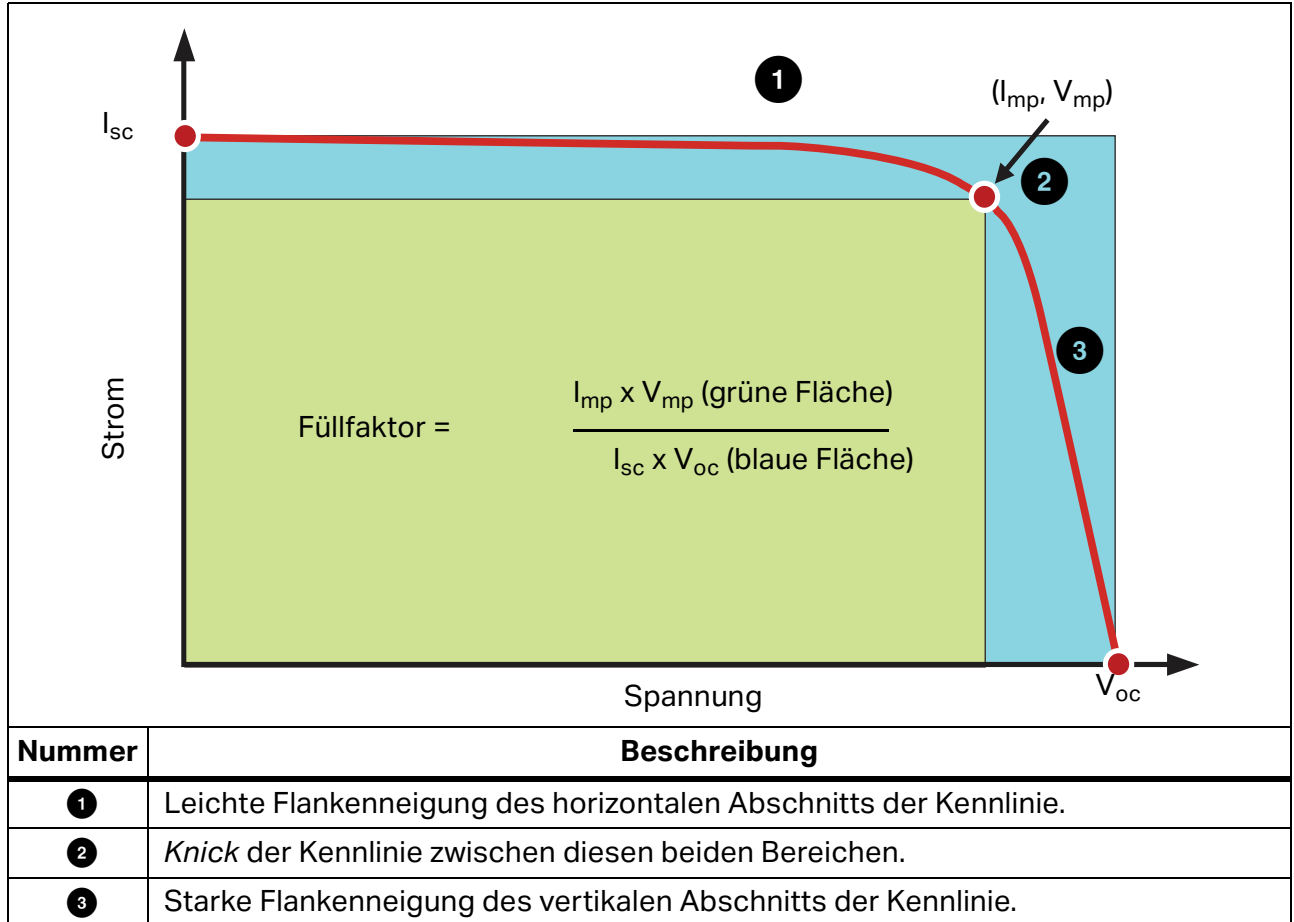 1
(Imp, Vmp)
Isc
2
3
Strom
Füllfaktor =
Imp x Vmp (grüne Fläche)
Isc x Voc (blaue Fläche)
Spannung
Voc
Nummer Beschreibung
1 Leichte Flankenneigung des horizontalen Abschnitts der Kennlinie.
2 Knick der Kennlinie zwischen diesen beiden Bereichen.
3 Starke Flankenneigung des vertikalen Abschnitts der Kennlinie.